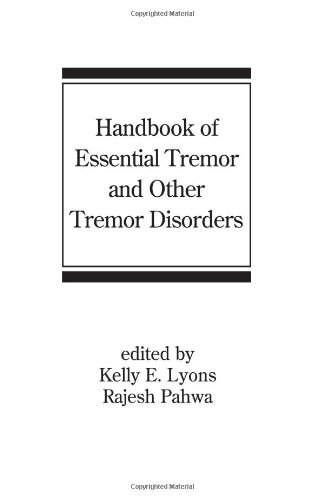 Copyrighted Material
Handbook of
Essential Tremor
and Other
Tremor Disorders
edited by
Kelly E. Lyons
Rajesh Pahwa
Copyrighted Material